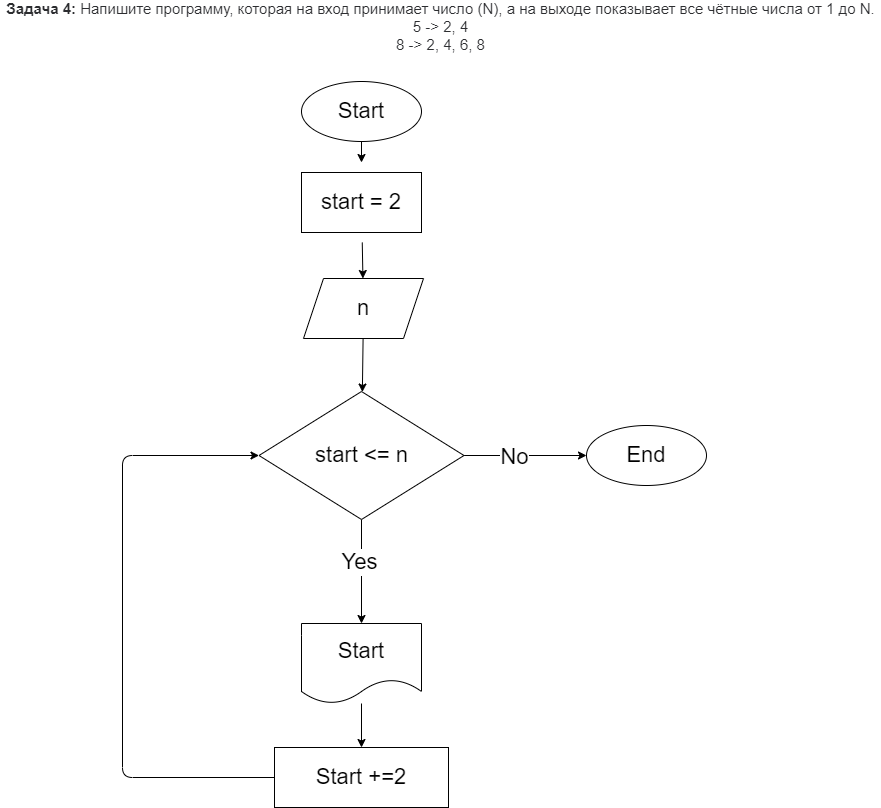 Задача 4: Напишите программу, которая на вход принимает число (N), а на выходе показывает все чётные числа от 1 до N.
5 -> 2, 4
8 -> 2, 4, 6, 8
Start
start = 2
n
start <= n
No
End
Yes
Start
Start +=2